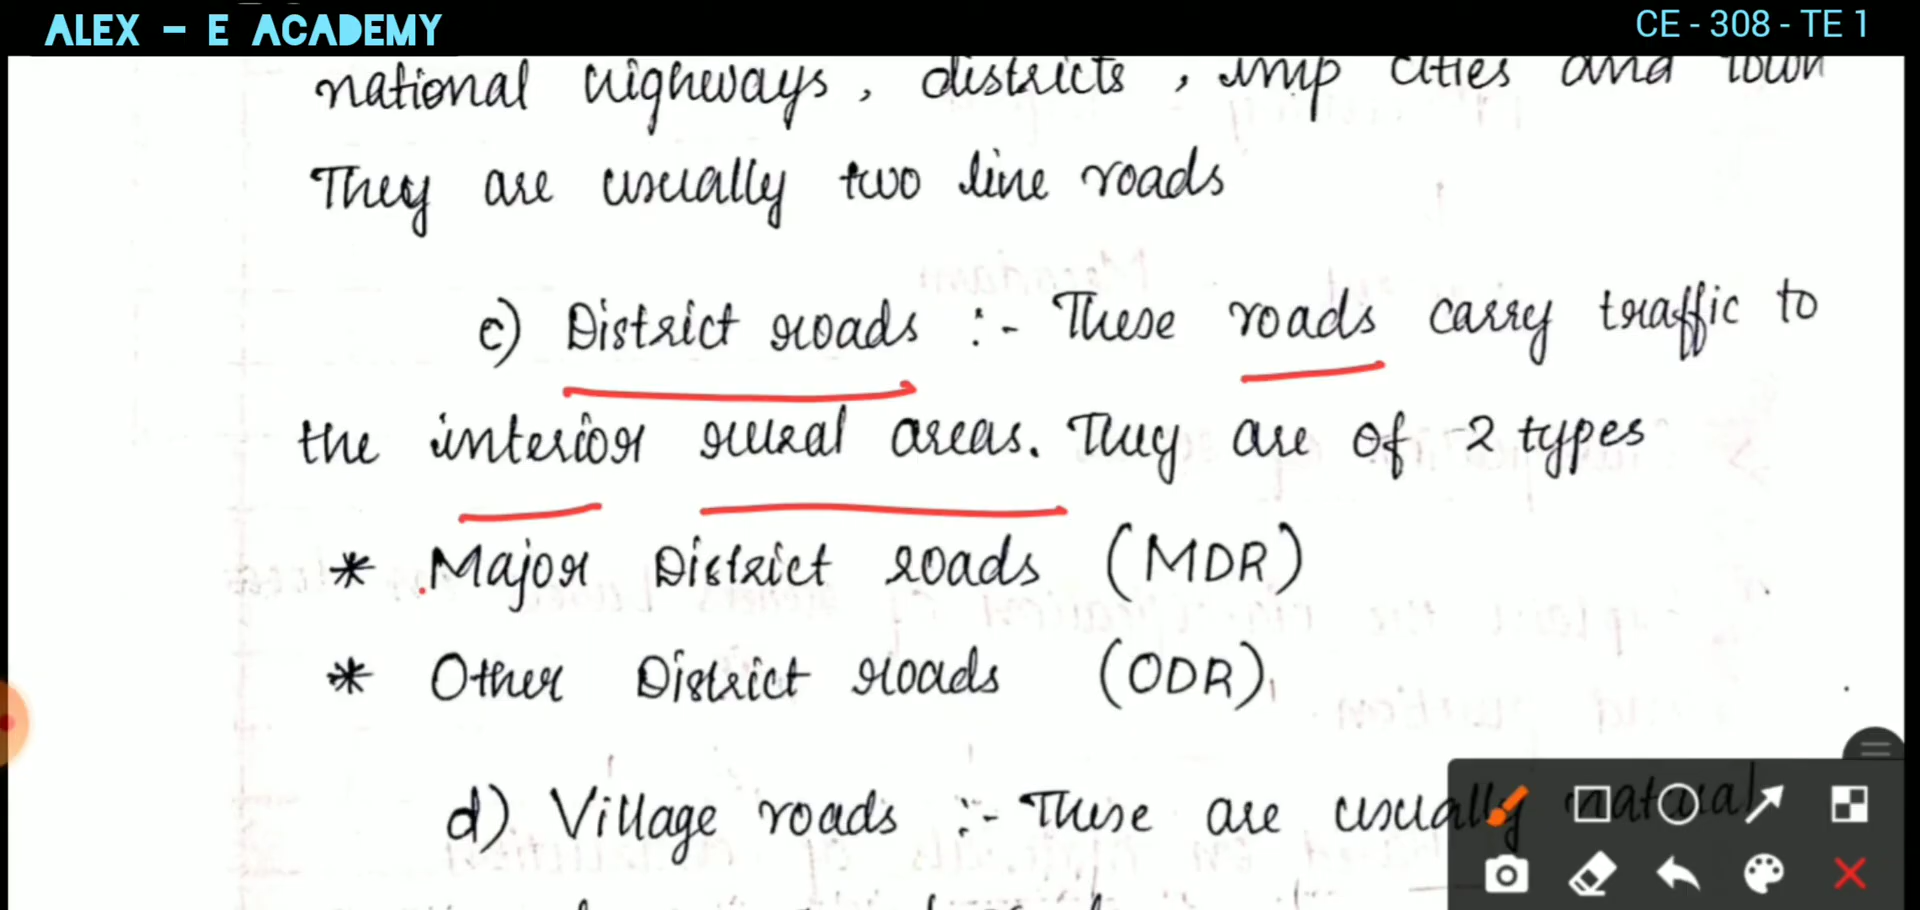 ALEX – E ACADEMY
CE - 308 - TE 1
national highways, districts, imp cities and town
They are usually two line roads
c) District roads :- These roads carry traffic to
the interior rural areas. They are of 2 types
* Major District roads (MDR)
* Other District roads (ODR)
d) Village roads :- These are usually natural